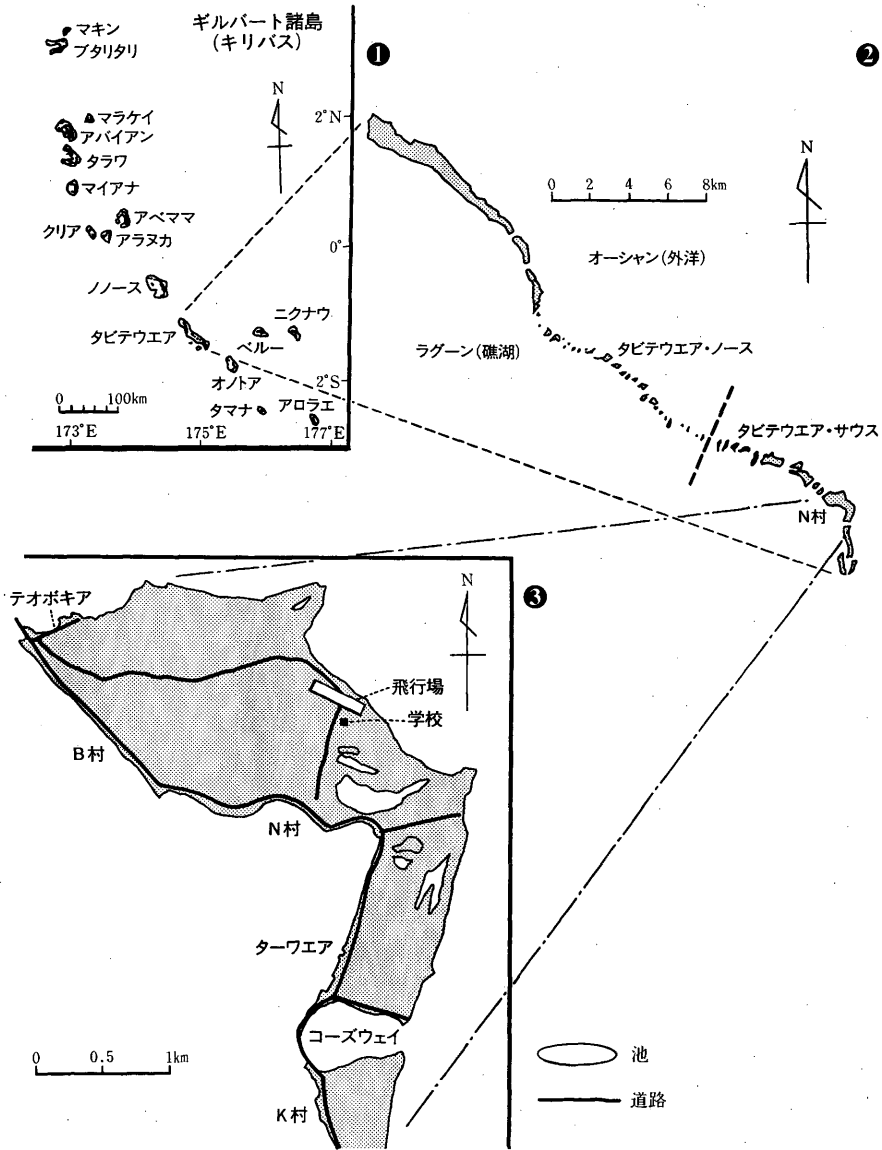 ギルバート諸島
(キリバス)
❶
N
マキン
ブタリタリ
マラケイ
アバイアン
タラワ
マイアナ
アベママ
クリア
アラヌカ
ノノース
タビテウエア
ニクナウ
ベルー
オノトア
タマナ
アロラエ
2°N
0°
2°S
0 100km
173°E 175°E 177°E
❷
N
0 2 4 6 8km
オーシャン(外洋)
ラグーン(礁湖)
タビテウエア・ノース
タビテウエア・サウス
N村
❸
N
テオボキア
飛行場
学校
B村
N村
ターワエア
コーズウェイ
K村
0 0.5 1km
池
道路